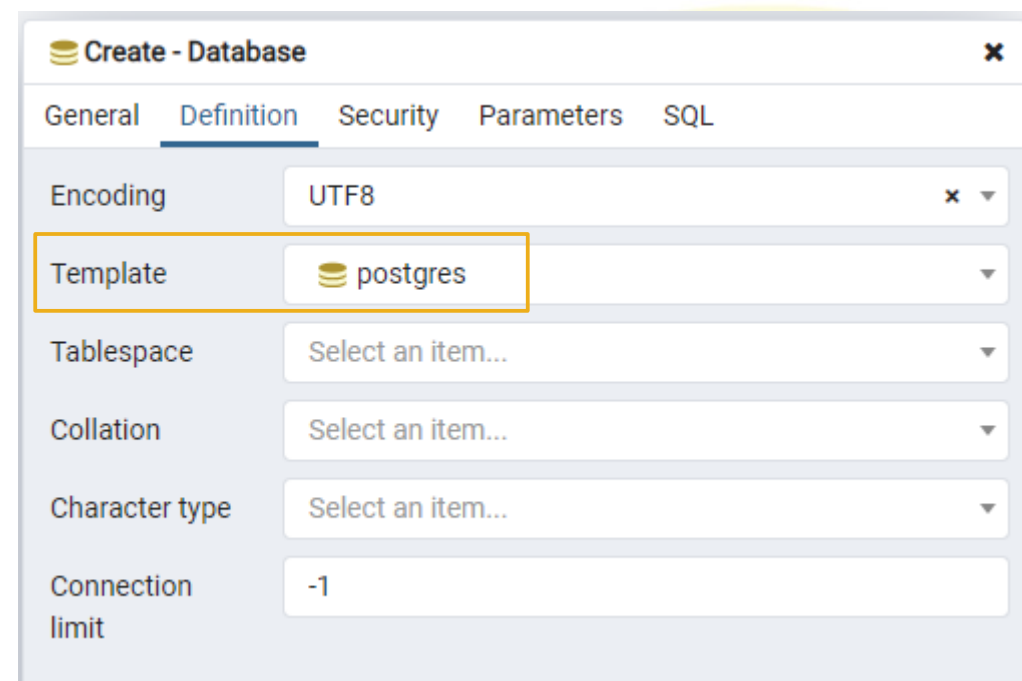 Create - Database
General Definition Security Parameters SQL
Encoding UTF8
Template postgres
Tablespace Select an item...
Collation Select an item...
Character type Select an item...
Connection limit -1